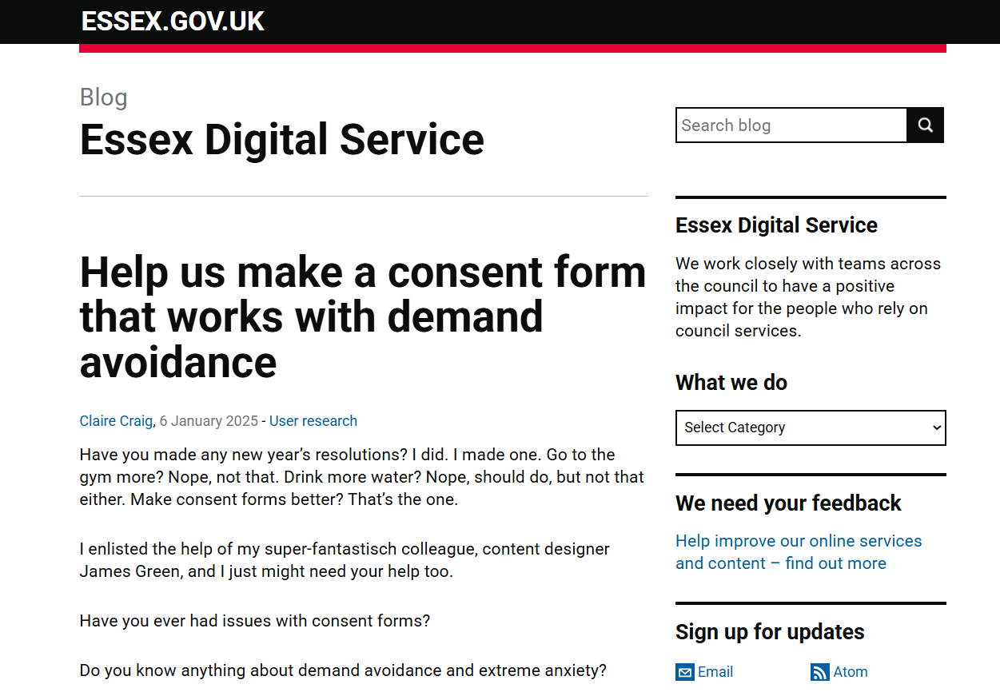 ESSEX.GOV.UK
Blog
Essex Digital Service
Search blog
Help us make a consent form
that works with demand
avoidance
Claire Craig, 6 January 2025 - User research
Have you made any new year’s resolutions? I did. I made one. Go to the
gym more? Nope, not that. Drink more water? Nope, should do, but not that
either. Make consent forms better? That’s the one.
I enlisted the help of my super-fantastisch colleague, content designer
James Green, and I just might need your help too.
Have you ever had issues with consent forms?
Do you know anything about demand avoidance and extreme anxiety?
Essex Digital Service
We work closely with teams across
the council to have a positive
impact for the people who rely on
council services.
What we do
Select Category
We need your feedback
Help improve our online services
and content – find out more
Sign up for updates
Email
Atom